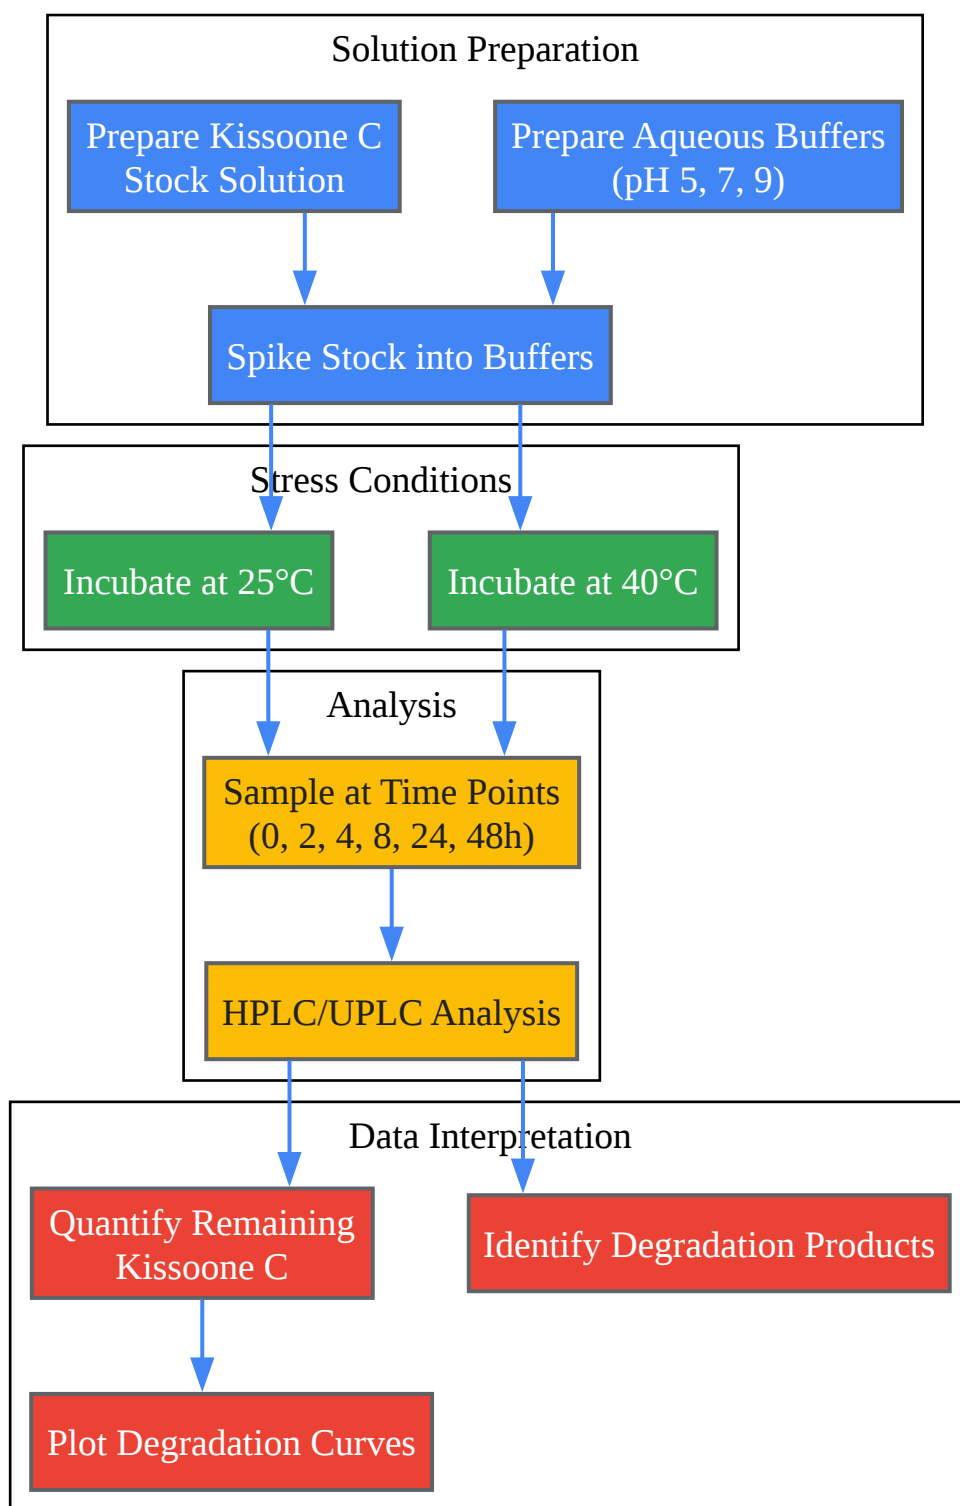 Solution Preparation
Prepare Kissoone C
Stock Solution
Prepare Aqueous Buffers
(pH 5, 7, 9)
Spike Stock into Buffers
Stress Conditions
Incubate at 25°C
Incubate at 40°C
Analysis
Sample at Time Points
(0, 2, 4, 8, 24, 48h)
HPLC/UPLC Analysis
Data Interpretation
Quantify Remaining
Kissoone C
Identify Degradation Products
Plot Degradation Curves